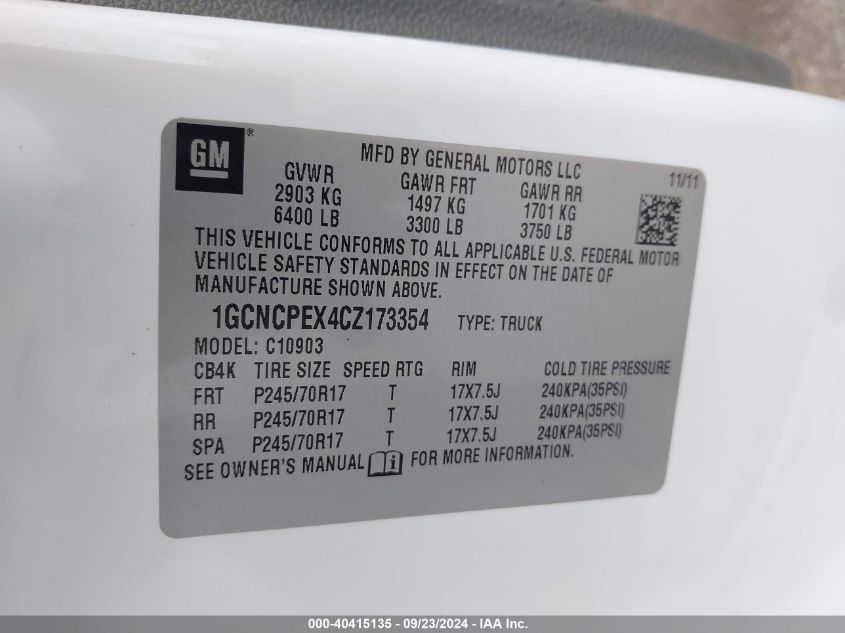 GM ®
MFD BY GENERAL MOTORS LLC 11/11
GVWR GAWR FRT GAWR RR
2903 KG 1497 KG 1701 KG
6400 LB 3300 LB 3750 LB
THIS VEHICLE CONFORMS TO ALL APPLICABLE U.S. FEDERAL MOTOR
VEHICLE SAFETY STANDARDS IN EFFECT ON THE DATE OF
MANUFACTURE SHOWN ABOVE.
1GCNCPEX4CZ173354 TYPE: TRUCK
MODEL: C10903
CB4K TIRE SIZE SPEED RTG RIM COLD TIRE PRESSURE
FRT P245/70R17 T 17X7.5J 240KPA(35PSI)
RR P245/70R17 T 17X7.5J 240KPA(35PSI)
SPA P245/70R17 T 17X7.5J 240KPA(35PSI)
SEE OWNER'S MANUAL i FOR MORE INFORMATION.
000-40415135 - 09/23/2024 - IAA Inc.